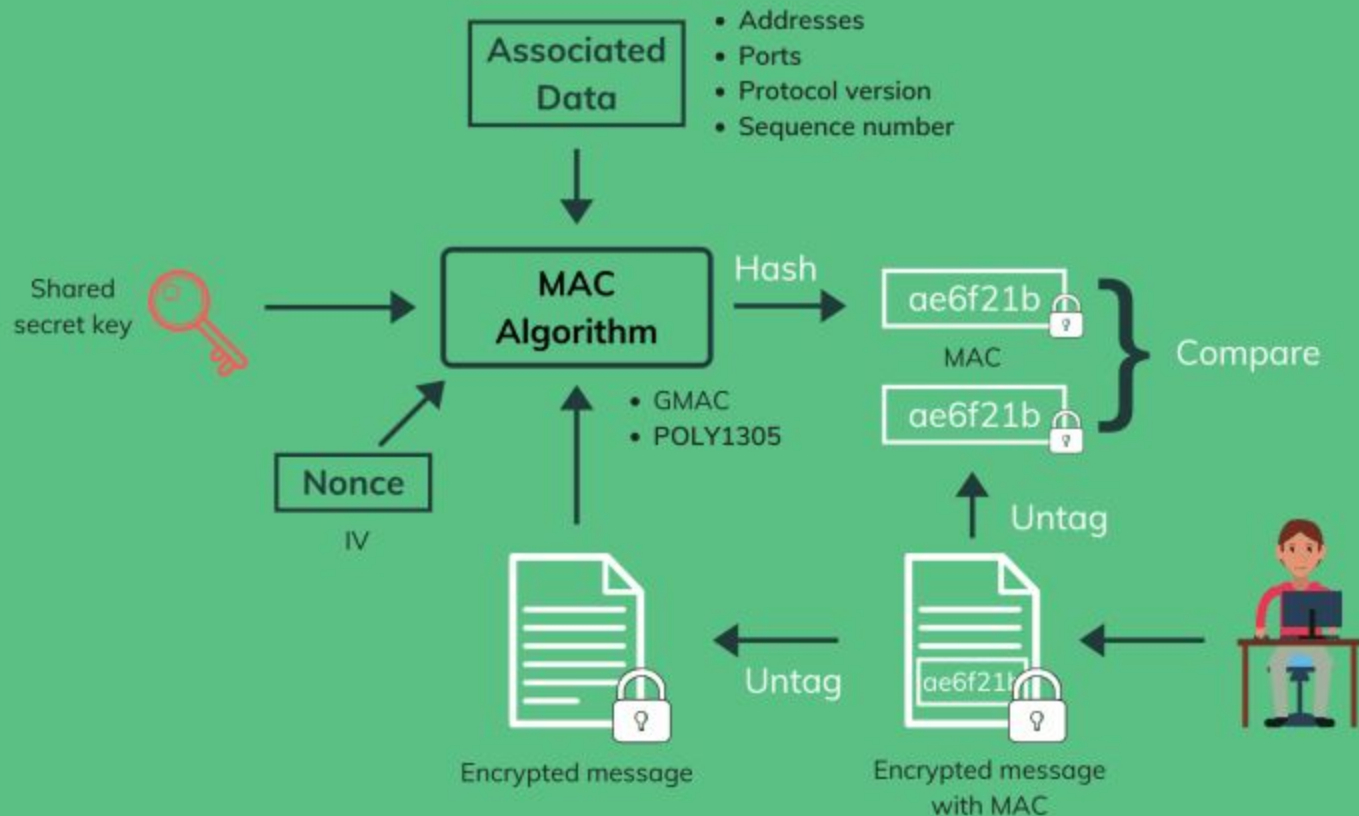 Associated
Data
• Addresses
• Ports
• Protocol version
• Sequence number
Shared
secret key
MAC
Algorithm
Hash
ae6f21b
MAC
ae6f21b
Compare
• GMAC
• POLY1305
Nonce
IV
Untag
Untag
ae6f21b
Encrypted message
Encrypted message
with MAC